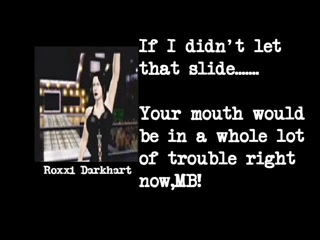 If I didn't let
that slide.......
Your mouth would
be in a whole lot
of trouble right
now,MB!
Roxxi Darkhart